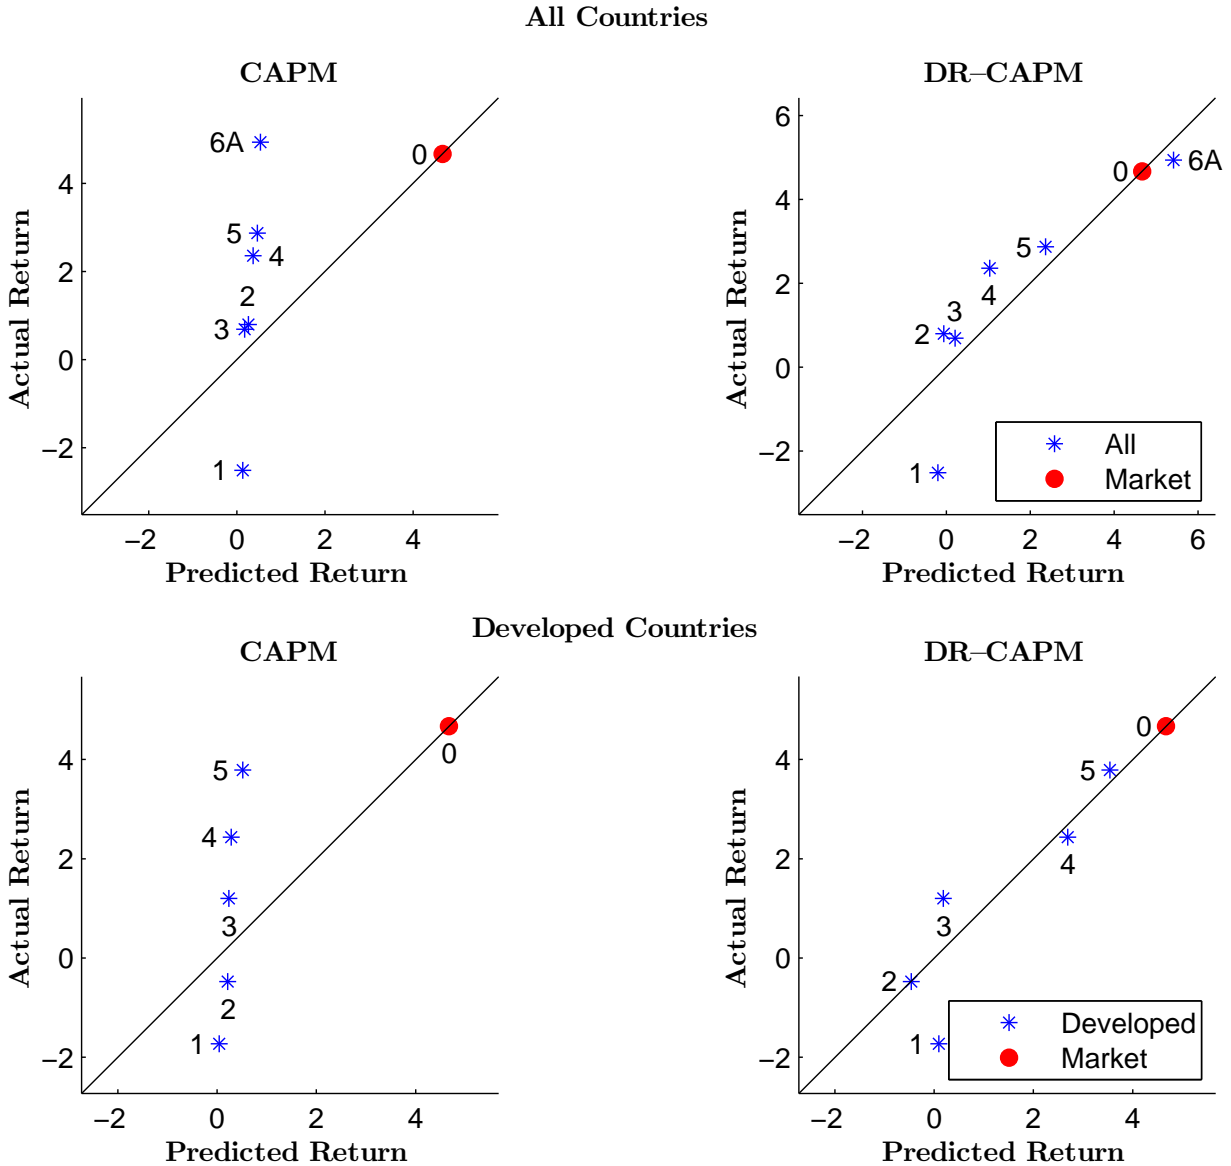 All Countries
CAPM
DR–CAPM
6A
0
5
4
2
3
1
4
2
0
−2
−2
0
2
4
Actual Return
Predicted Return
6
4
2
0
−2
−2
0
2
4
6
0
6A
5
4
3
2
1
All
Market
Actual Return
Predicted Return
Developed Countries
CAPM
DR–CAPM
4
2
0
−2
−2
0
2
4
0
5
4
3
2
1
Actual Return
Predicted Return
4
2
0
−2
−2
0
2
4
0
5
4
3
2
1
Developed
Market
Actual Return
Predicted Return